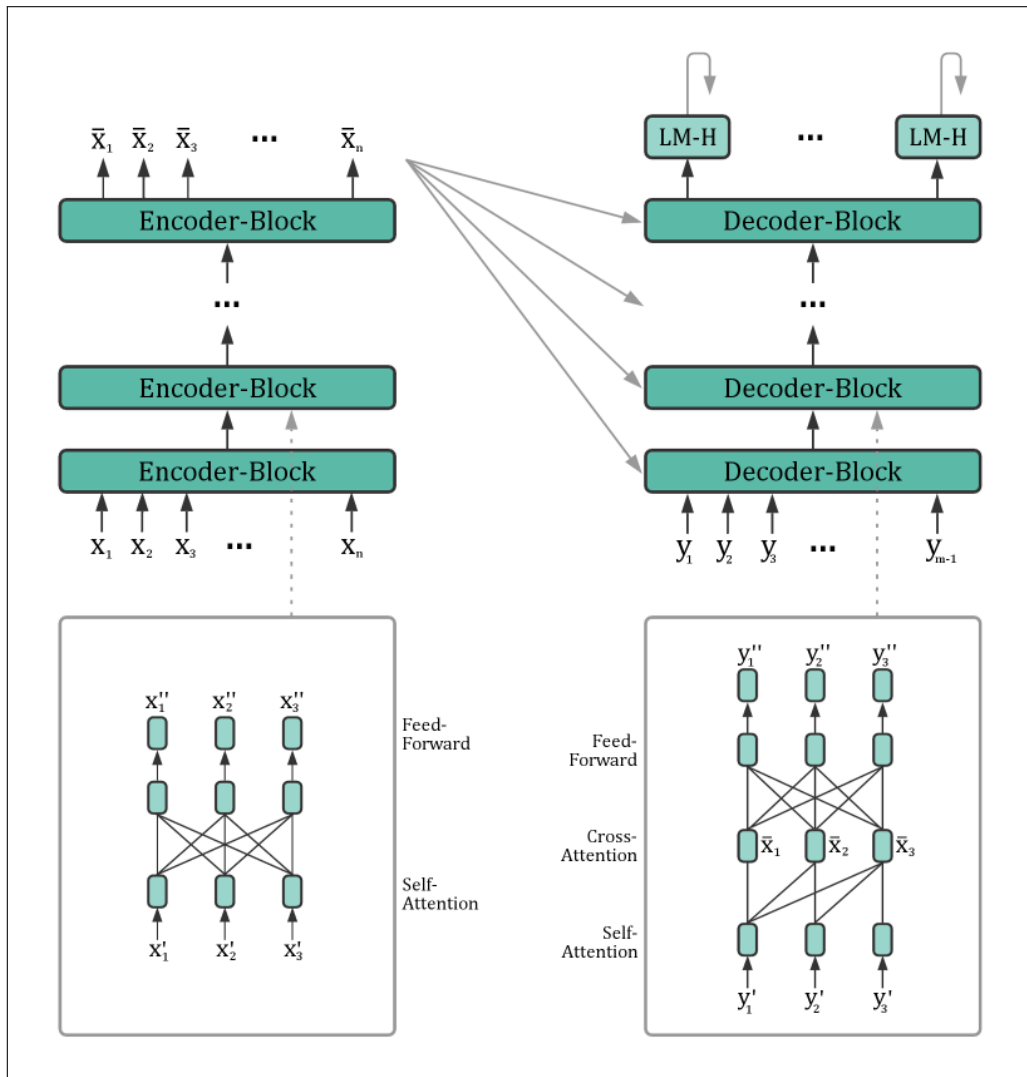 x̄₁ x̄₂ x̄₃ ... x̄ₙ
LM-H ... LM-H
Encoder-Block
Decoder-Block
...
...
Encoder-Block
Decoder-Block
Encoder-Block
Decoder-Block
x₁ x₂ x₃ ... xₙ
y₁ y₂ y₃ ... yₘ₋₁
x₁'' x₂'' x₃''
Feed-
Forward
Self-
Attention
x₁' x₂' x₃'
y₁'' y₂'' y₃''
Feed-
Forward
Cross-
Attention
x̄₁ x̄₂ x̄₃
Self-
Attention
y₁' y₂' y₃'